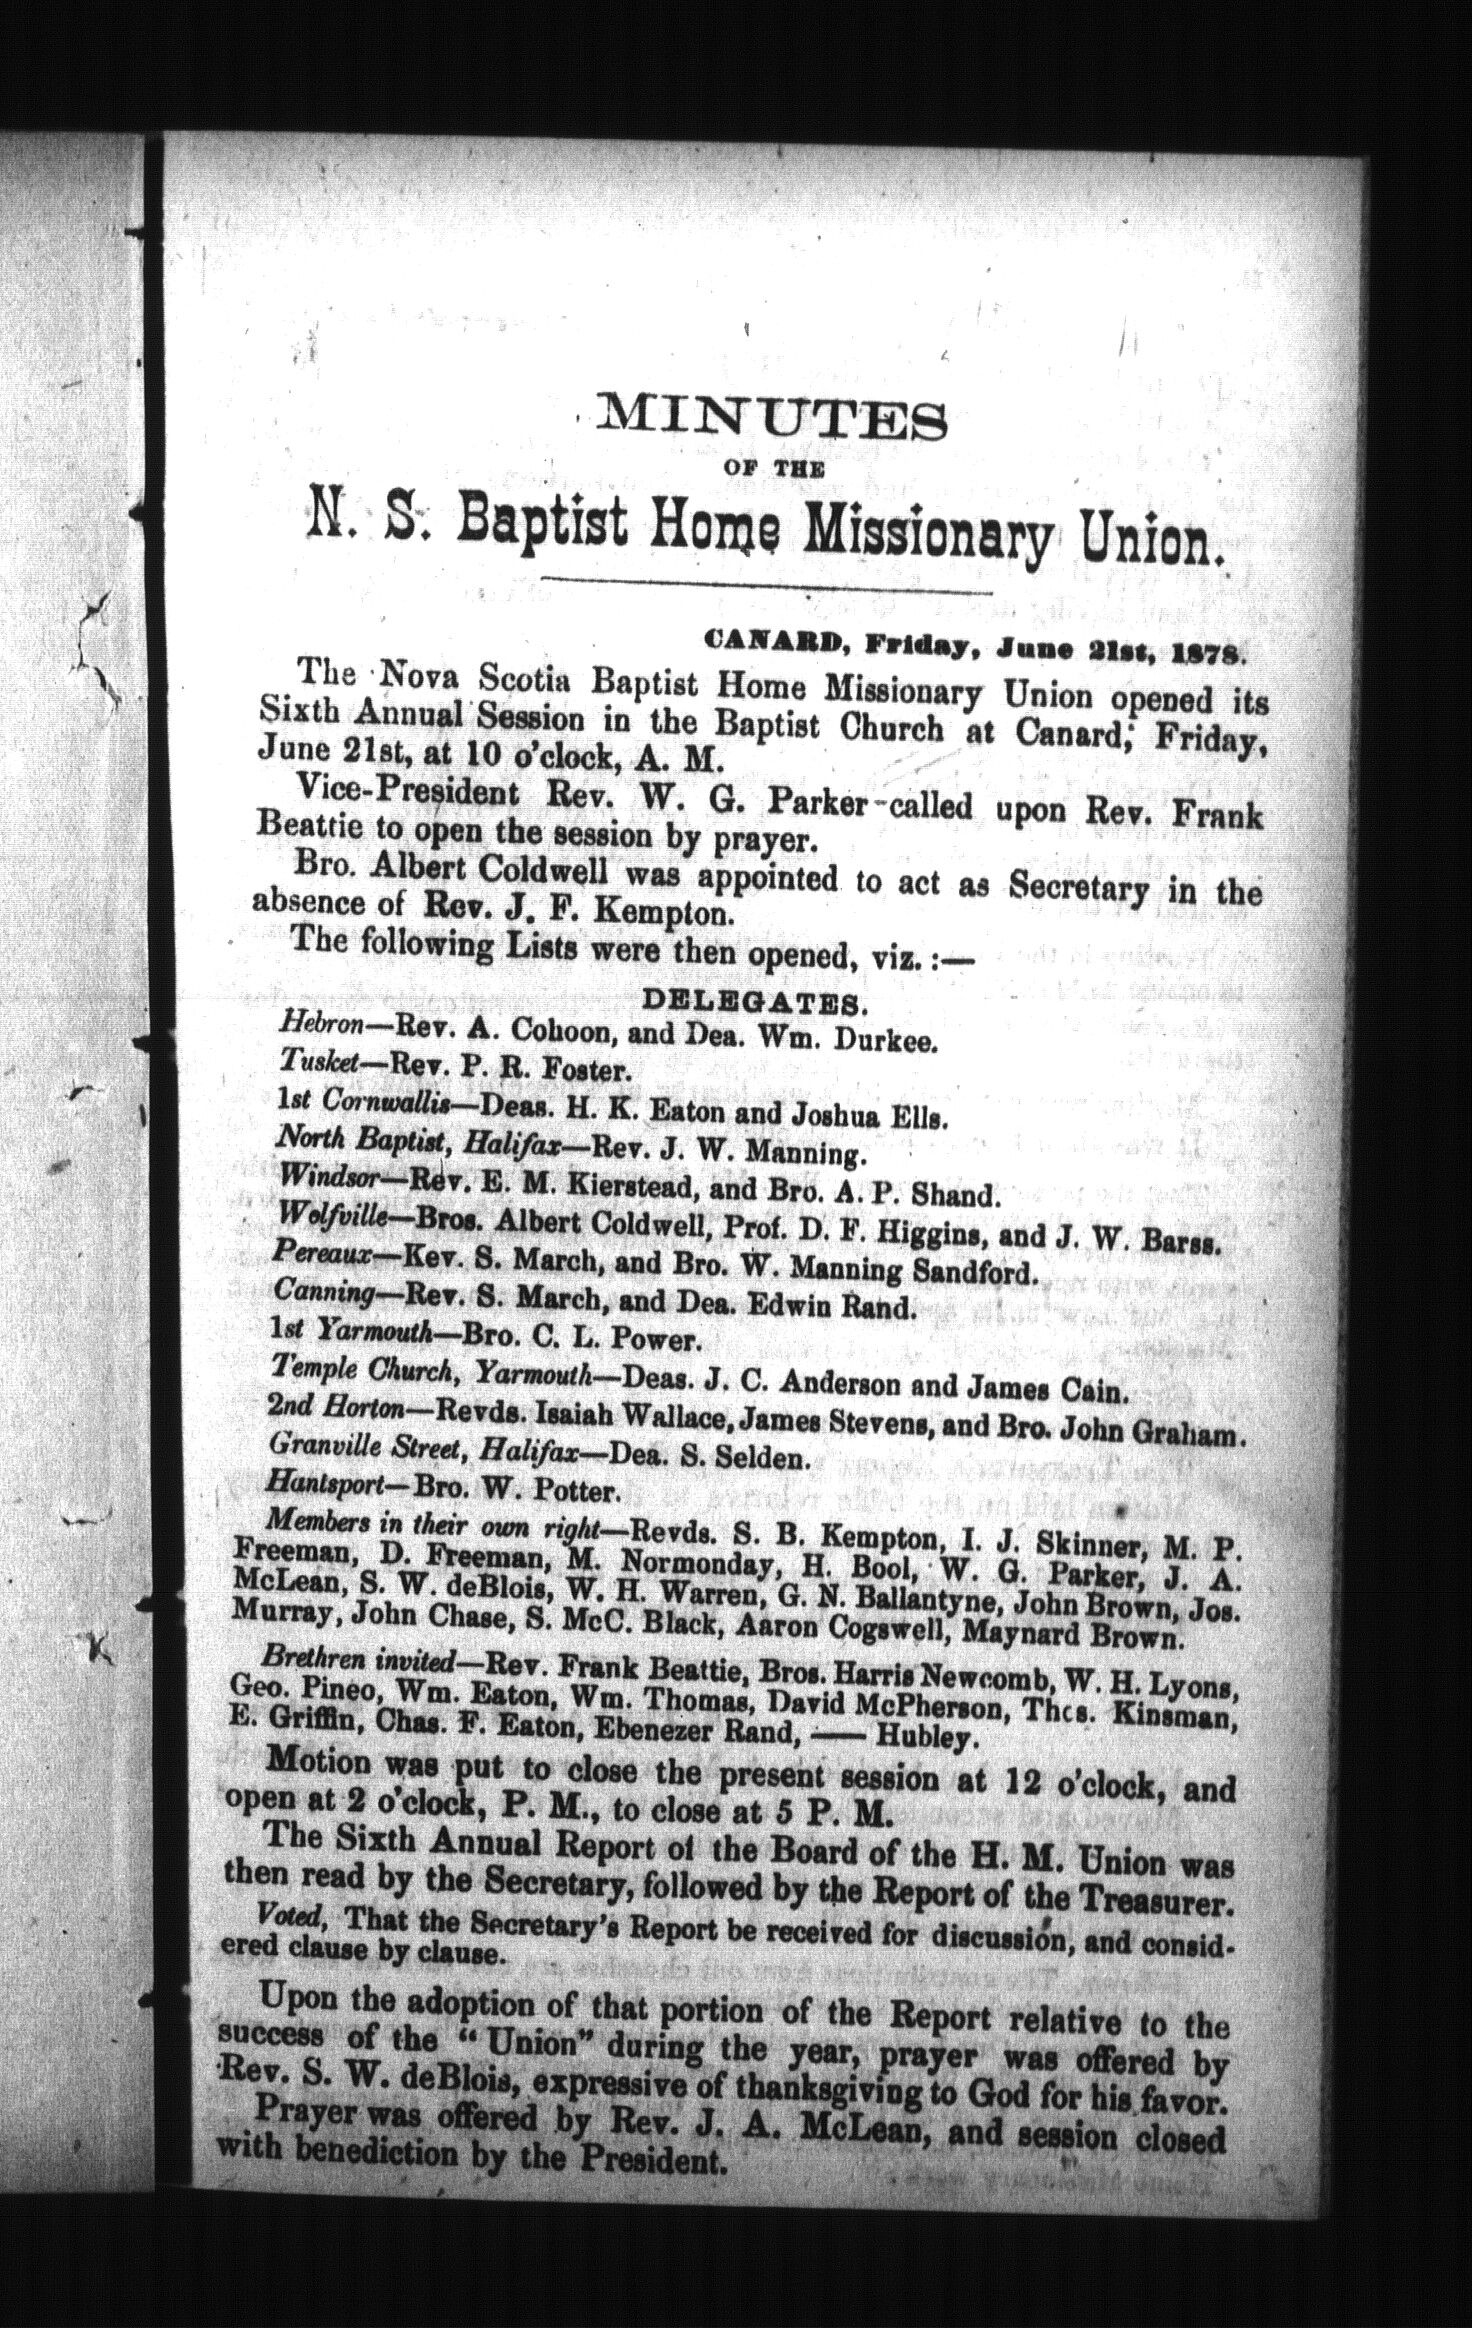 MINUTES
OF THE
N. S. Baptist Home Missionary Union.
CANARD, Friday, June 21st, 1878.
The Nova Scotia Baptist Home Missionary Union opened its
Sixth Annual Session in the Baptist Church at Canard, Friday,
June 21st, at 10 o'clock, A. M.
Vice-President Rev. W. G. Parker called upon Rev. Frank
Beattie to open the session by prayer.
Bro. Albert Coldwell was appointed to act as Secretary in the
absence of Rev. J. F. Kempton.
The following Lists were then opened, viz. :—
DELEGATES.
Hebron—Rev. A. Cohoon, and Dea. Wm. Durkee.
Tusket—Rev. P. R. Foster.
1st Cornwallis—Deas. H. K. Eaton and Joshua Ells.
North Baptist, Halifax—Rev. J. W. Manning.
Windsor—Rev. E. M. Kierstead, and Bro. A. P. Shand.
Wolfville—Bros. Albert Coldwell, Prof. D. F. Higgins, and J. W. Barss.
Pereaux—Kev. S. March, and Bro. W. Manning Sandford.
Canning—Rev. S. March, and Dea. Edwin Rand.
1st Yarmouth—Bro. C. L. Power.
Temple Church, Yarmouth—Deas. J. C. Anderson and James Cain.
2nd Horton—Revds. Isaiah Wallace, James Stevens, and Bro. John Graham.
Granville Street, Halifax—Dea. S. Selden.
Hantsport—Bro. W. Potter.
Members in their own right—Revds. S. B. Kempton, I. J. Skinner, M. P.
Freeman, D. Freeman, M. Normonday, H. Bool, W. G. Parker, J. A.
McLean, S. W. deBlois, W. H. Warren, G. N. Ballantyne, John Brown, Jos.
Murray, John Chase, S. McC. Black, Aaron Cogswell, Maynard Brown.
Brethren invited—Rev. Frank Beattie, Bros. Harris Newcomb, W. H. Lyons,
Geo. Pineo, Wm. Eaton, Wm. Thomas, David McPherson, Thos. Kinsman,
E. Griffin, Chas. F. Eaton, Ebenezer Rand, —— Hubley.
Motion was put to close the present session at 12 o'clock, and
open at 2 o'clock, P. M., to close at 5 P. M.
The Sixth Annual Report of the Board of the H. M. Union was
then read by the Secretary, followed by the Report of the Treasurer.
Voted, That the Secretary's Report be received for discussion, and consid-
ered clause by clause.
Upon the adoption of that portion of the Report relative to the
success of the "Union" during the year, prayer was offered by
Rev. S. W. deBlois, expressive of thanksgiving to God for his favor.
Prayer was offered by Rev. J. A. McLean, and session closed
with benediction by the President.